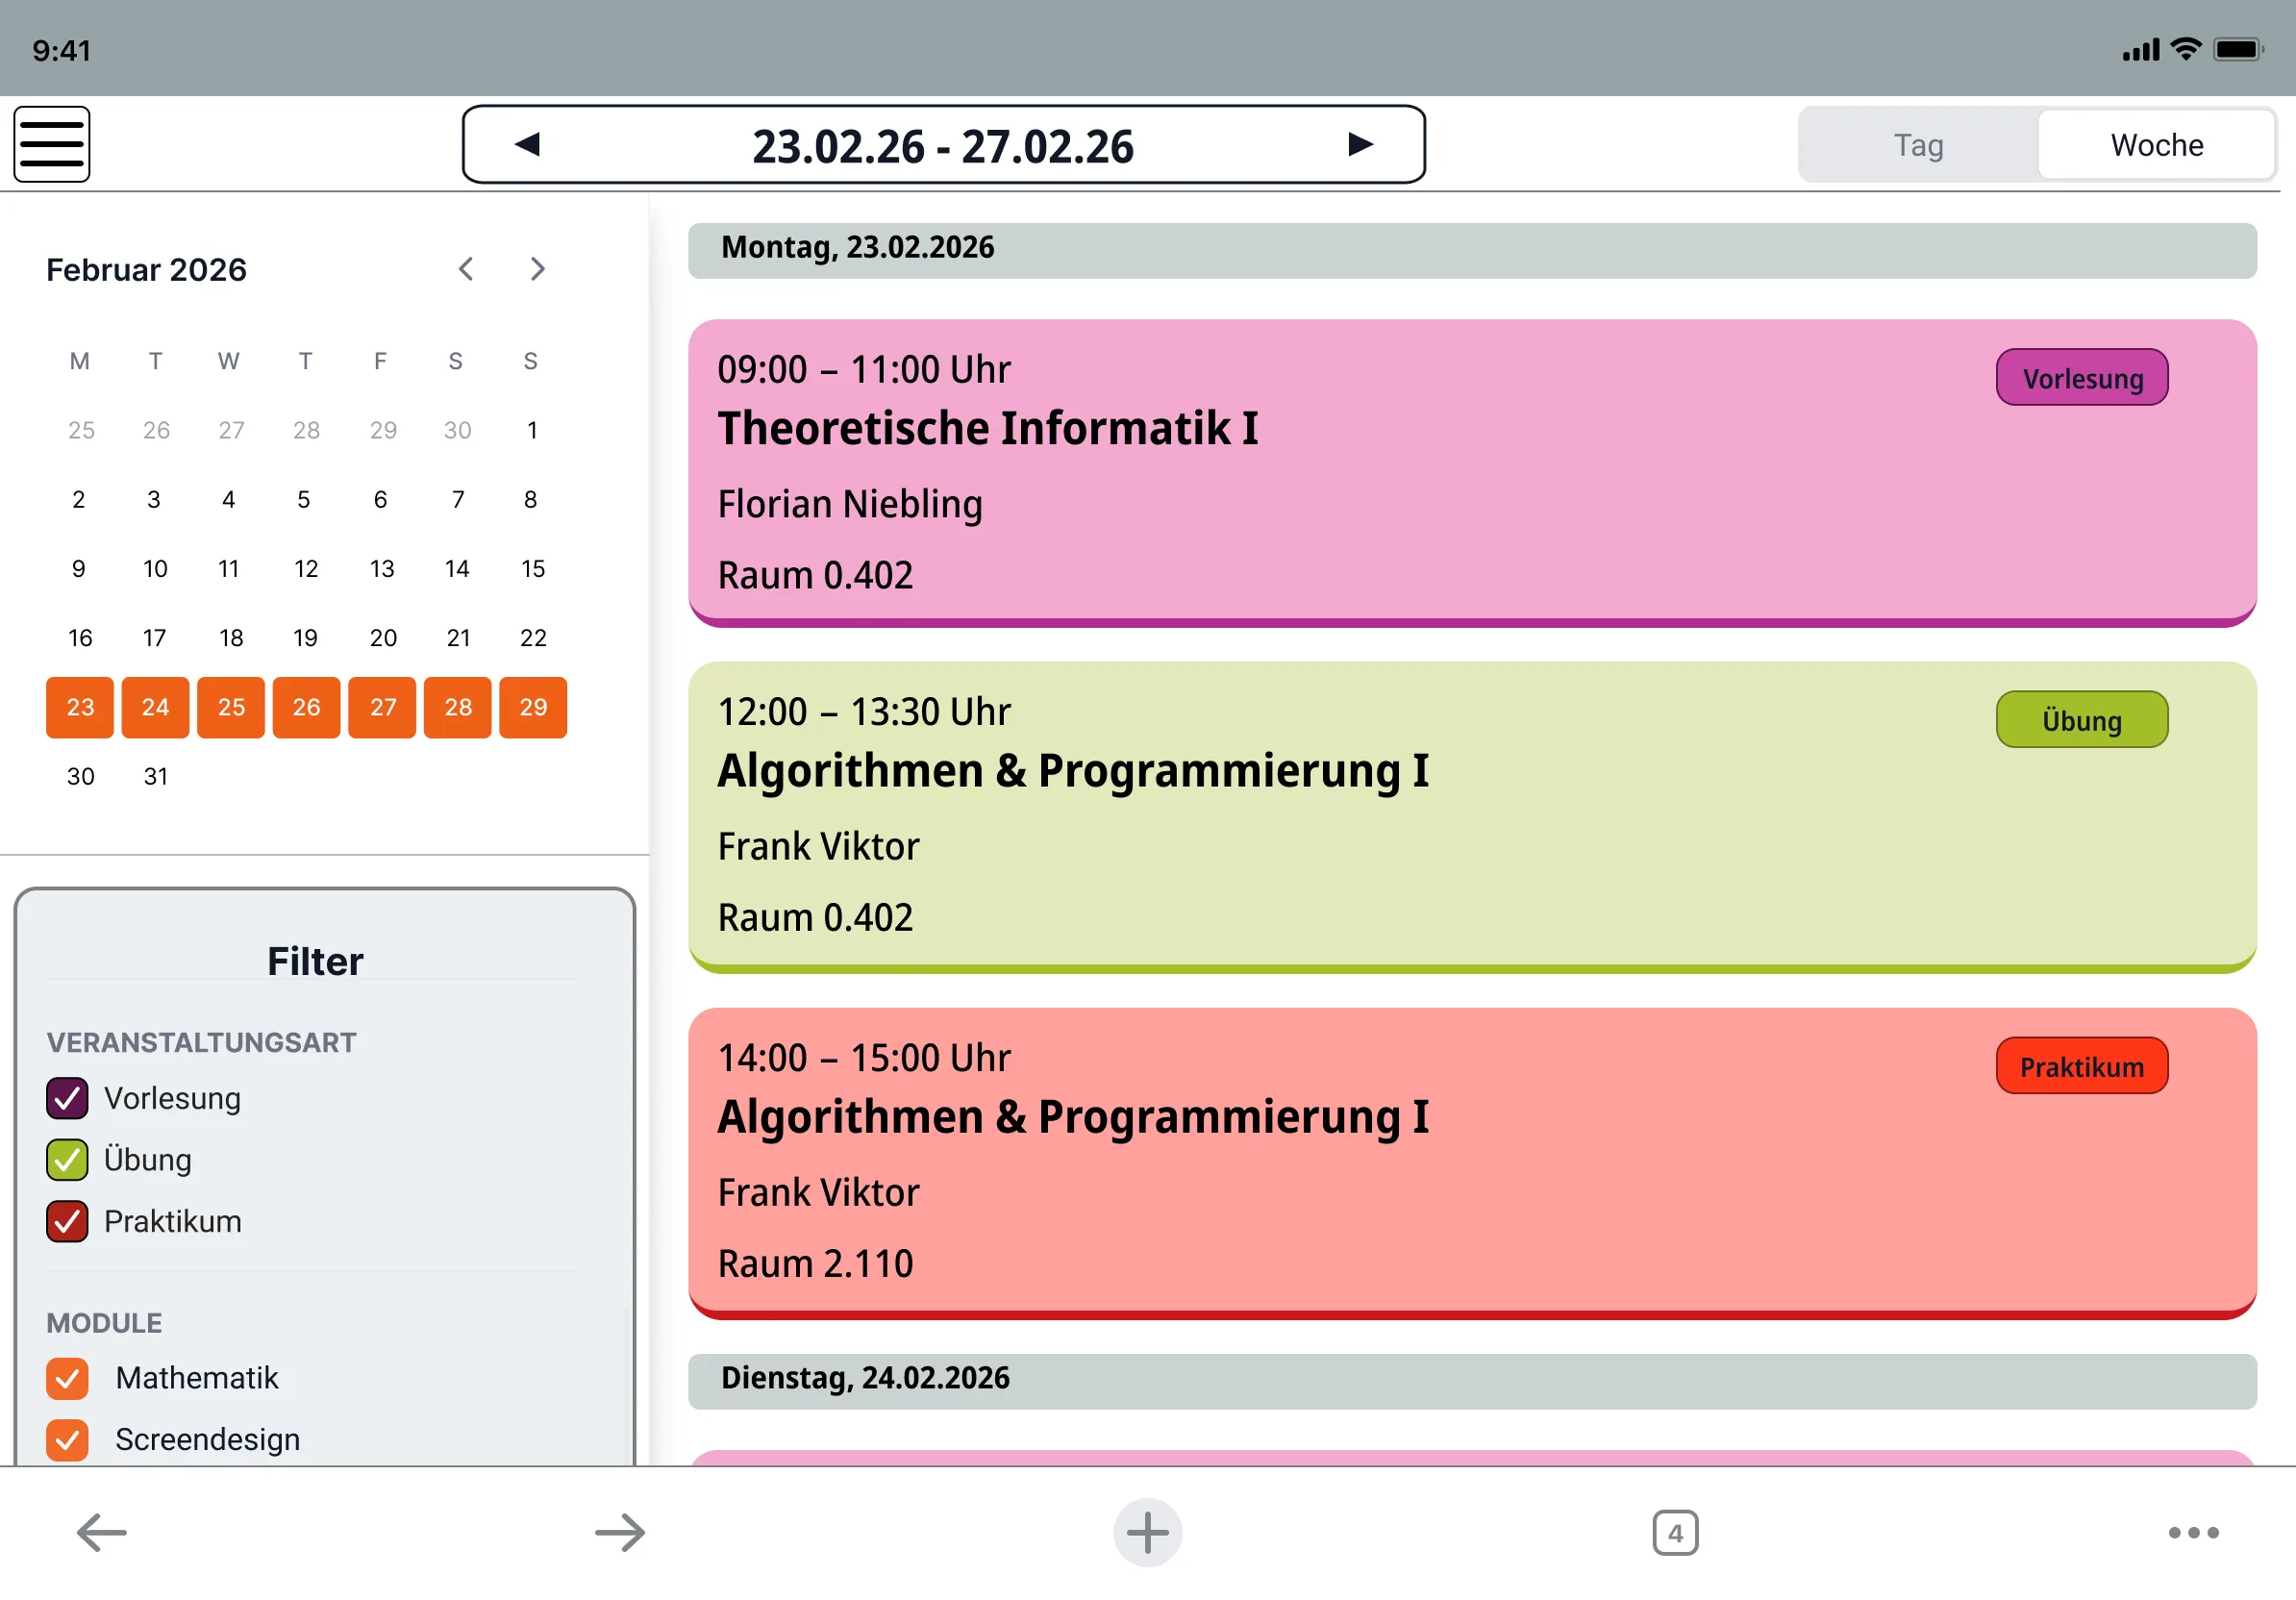 9:41
23.02.26 - 27.02.26
Tag Woche
Februar 2026
M T W T F S S
25 26 27 28 29 30 1
2 3 4 5 6 7 8
9 10 11 12 13 14 15
16 17 18 19 20 21 22
23 24 25 26 27 28 29
30 31
Filter
VERANSTALTUNGSART
Vorlesung
Übung
Praktikum
MODULE
Mathematik
Screendesign
Montag, 23.02.2026
09:00 – 11:00 Uhr
Vorlesung
Theoretische Informatik I
Florian Niebling
Raum 0.402
12:00 – 13:30 Uhr
Übung
Algorithmen & Programmierung I
Frank Viktor
Raum 0.402
14:00 – 15:00 Uhr
Praktikum
Algorithmen & Programmierung I
Frank Viktor
Raum 2.110
Dienstag, 24.02.2026
4